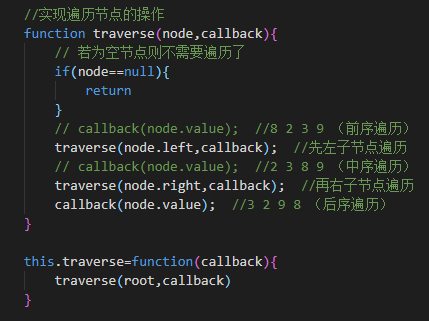 //实现遍历节点的操作
function traverse(node,callback){
// 若为空节点则不需要遍历了
if(node==null){
return
}
// callback(node.value);  //8 2 3 9 （前序遍历）
traverse(node.left,callback);  //先左子节点遍历
// callback(node.value);  //2 3 8 9 （中序遍历）
traverse(node.right,callback);  //再右子节点遍历
callback(node.value);  //3 2 9 8 （后序遍历）
}
this.traverse=function(callback){
traverse(root,callback)
}